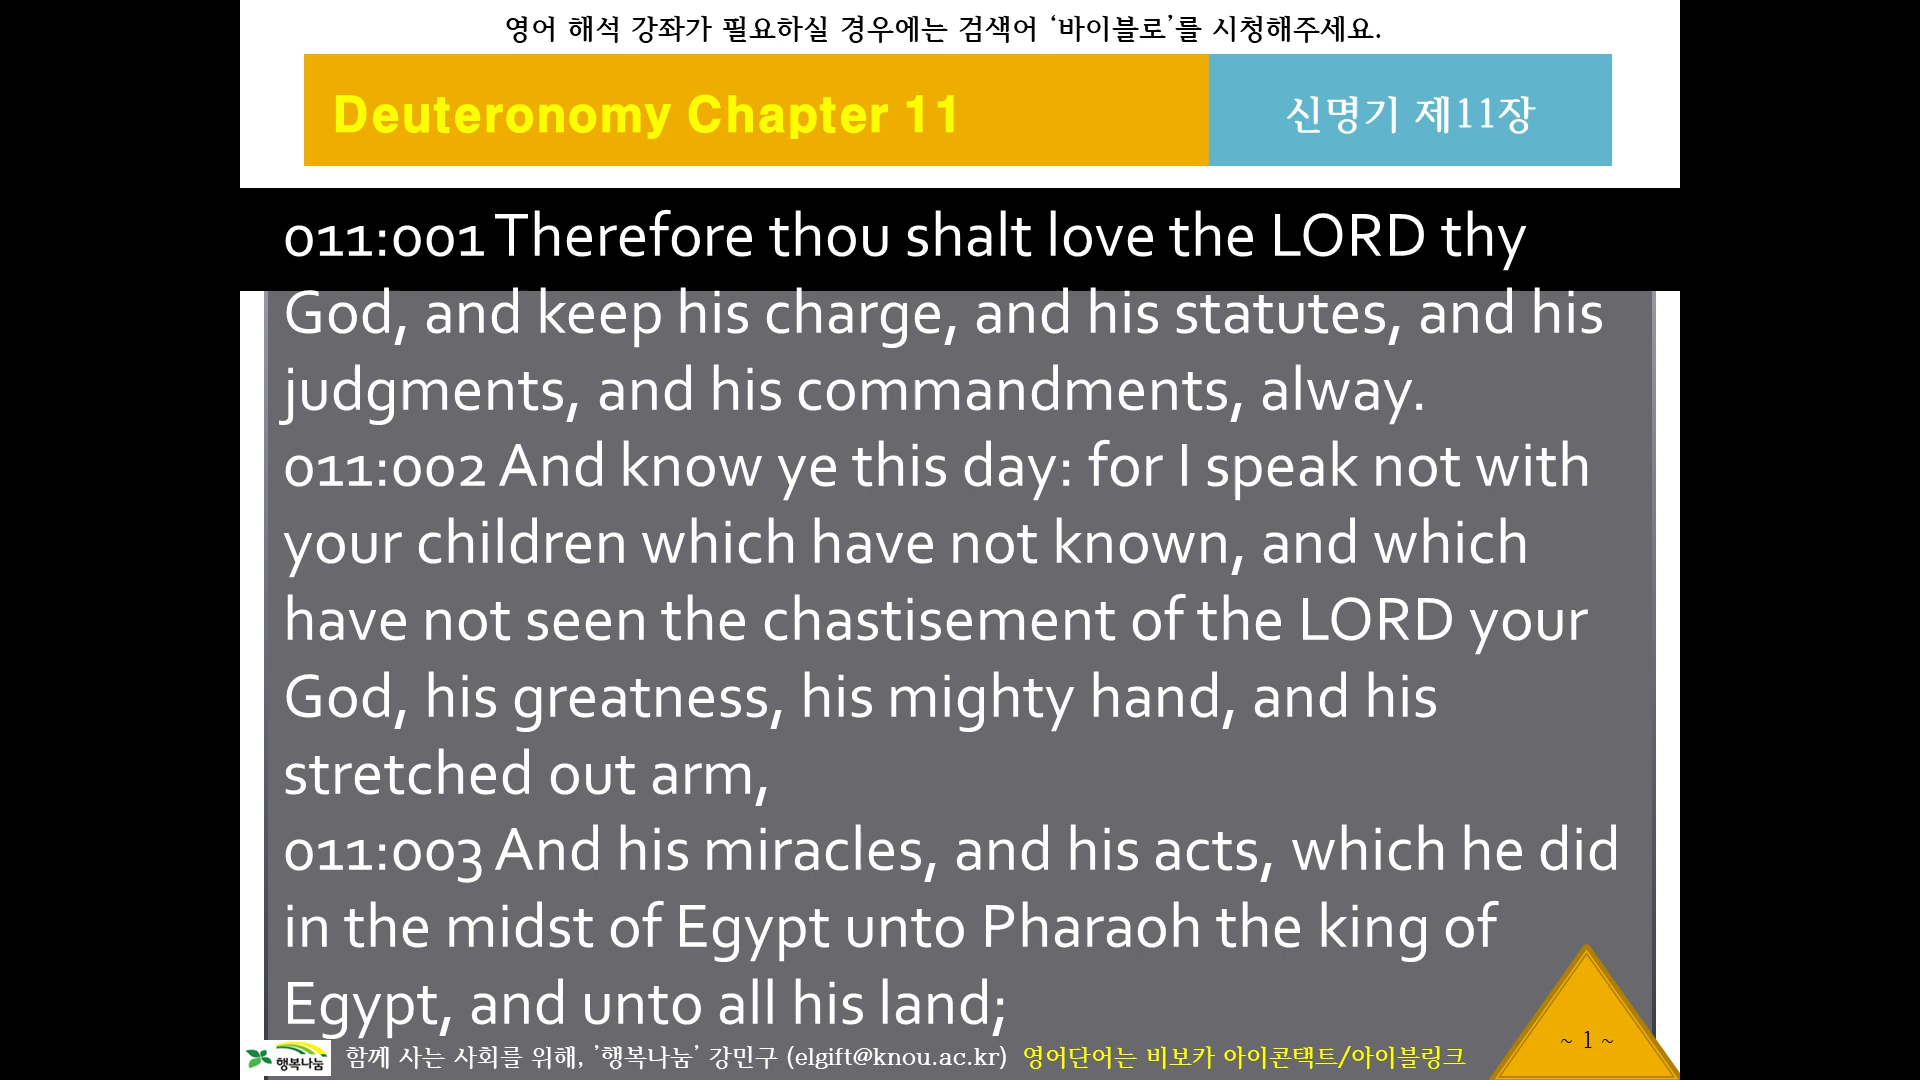 영어 해석 강좌가 필요하실 경우에는 검색어 ‘바이블로’를 시청해주세요.
Deuteronomy Chapter 11
신명기 제11장
011:001 Therefore thou shalt love the LORD thy
God, and keep his charge, and his statutes, and his
judgments, and his commandments, alway.
011:002 And know ye this day: for I speak not with
your children which have not known, and which
have not seen the chastisement of the LORD your
God, his greatness, his mighty hand, and his
stretched out arm,
011:003 And his miracles, and his acts, which he did
in the midst of Egypt unto Pharaoh the king of
Egypt, and unto all his land;
~ 1 ~
행복나눔
함께 사는 사회를 위해, ’행복나눔’ 강민구 (elgift@knou.ac.kr) 영어단어는 비보카 아이콘택트/아이블링크